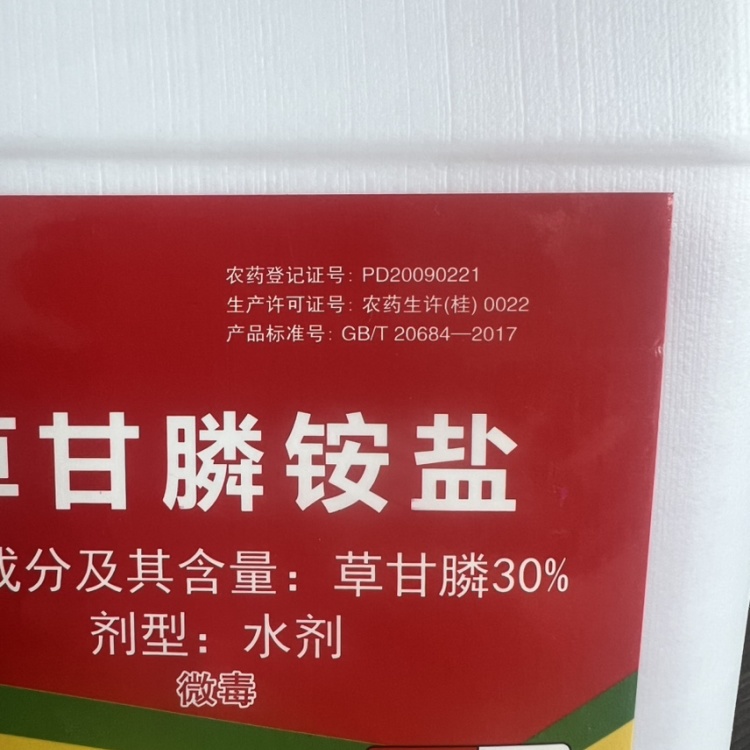 农药登记证号: PD20090221
生产许可证号: 农药生许(桂) 0022
产品标准号: GB/T 20684—2017
草甘膦铵盐
成分及其含量: 草甘膦30%
剂型: 水剂
微毒